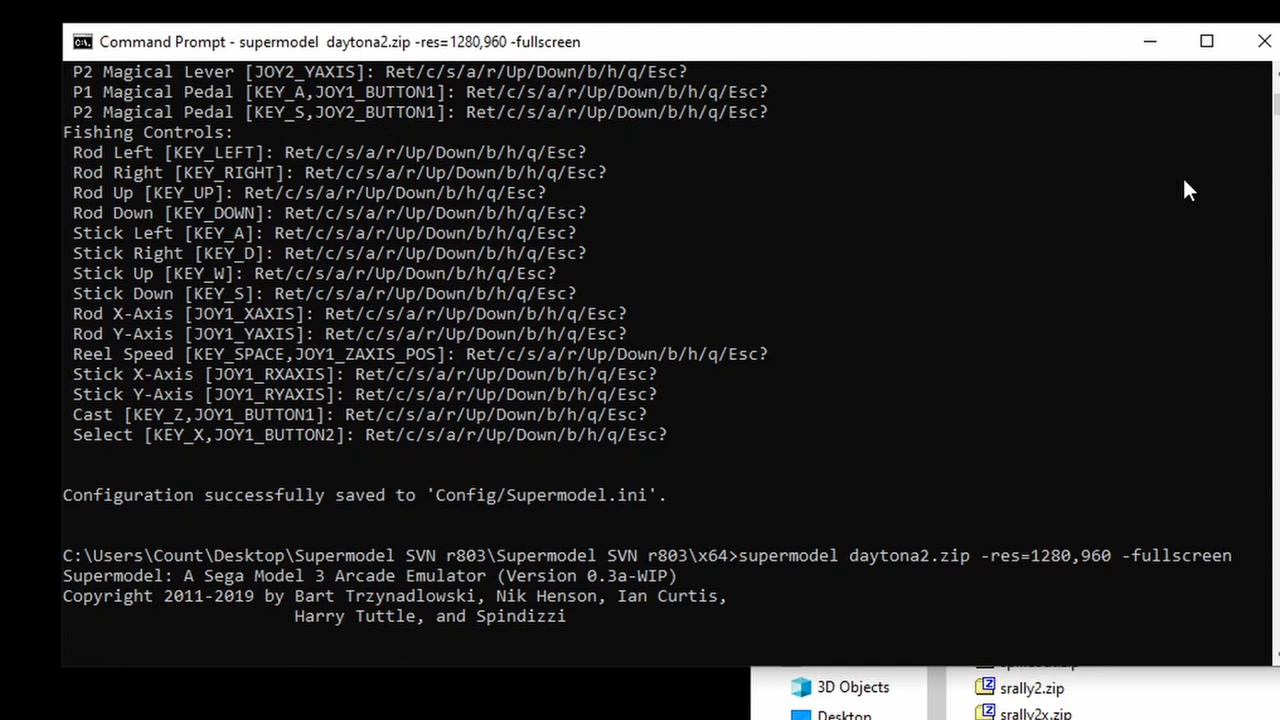 Command Prompt - supermodel  daytona2.zip -res=1280,960 -fullscreen
P2 Magical Lever [JOY2_YAXIS]: Ret/c/s/a/r/Up/Down/b/h/q/Esc?
P1 Magical Pedal [KEY_A,JOY1_BUTTON1]: Ret/c/s/a/r/Up/Down/b/h/q/Esc?
P2 Magical Pedal [KEY_S,JOY2_BUTTON1]: Ret/c/s/a/r/Up/Down/b/h/q/Esc?
Fishing Controls:
Rod Left [KEY_LEFT]: Ret/c/s/a/r/Up/Down/b/h/q/Esc?
Rod Right [KEY_RIGHT]: Ret/c/s/a/r/Up/Down/b/h/q/Esc?
Rod Up [KEY_UP]: Ret/c/s/a/r/Up/Down/b/h/q/Esc?
Rod Down [KEY_DOWN]: Ret/c/s/a/r/Up/Down/b/h/q/Esc?
Stick Left [KEY_A]: Ret/c/s/a/r/Up/Down/b/h/q/Esc?
Stick Right [KEY_D]: Ret/c/s/a/r/Up/Down/b/h/q/Esc?
Stick Up [KEY_W]: Ret/c/s/a/r/Up/Down/b/h/q/Esc?
Stick Down [KEY_S]: Ret/c/s/a/r/Up/Down/b/h/q/Esc?
Rod X-Axis [JOY1_XAXIS]: Ret/c/s/a/r/Up/Down/b/h/q/Esc?
Rod Y-Axis [JOY1_YAXIS]: Ret/c/s/a/r/Up/Down/b/h/q/Esc?
Reel Speed [KEY_SPACE,JOY1_ZAXIS_POS]: Ret/c/s/a/r/Up/Down/b/h/q/Esc?
Stick X-Axis [JOY1_RXAXIS]: Ret/c/s/a/r/Up/Down/b/h/q/Esc?
Stick Y-Axis [JOY1_RYAXIS]: Ret/c/s/a/r/Up/Down/b/h/q/Esc?
Cast [KEY_Z,JOY1_BUTTON1]: Ret/c/s/a/r/Up/Down/b/h/q/Esc?
Select [KEY_X,JOY1_BUTTON2]: Ret/c/s/a/r/Up/Down/b/h/q/Esc?
Configuration successfully saved to 'Config/Supermodel.ini'.
C:\Users\Count\Desktop\Supermodel SVN r803\Supermodel SVN r803\x64>supermodel daytona2.zip -res=1280,960 -fullscreen
Supermodel: A Sega Model 3 Arcade Emulator (Version 0.3a-WIP)
Copyright 2011-2019 by Bart Trzynadlowski, Nik Henson, Ian Curtis,
Harry Tuttle, and Spindizzi
3D Objects
srally2.zip
Desktop
srally2x.zip